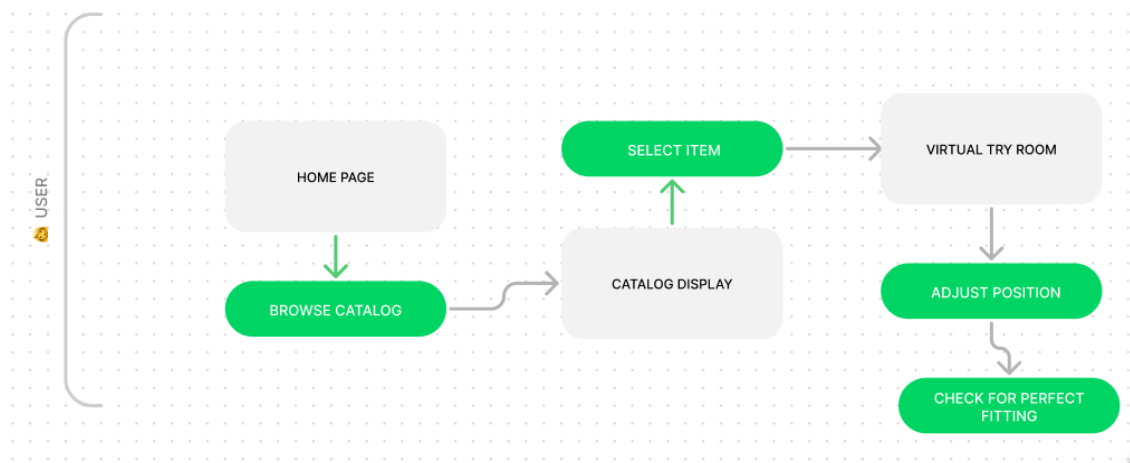 USER
HOME PAGE
BROWSE CATALOG
SELECT ITEM
CATALOG DISPLAY
VIRTUAL TRY ROOM
ADJUST POSITION
CHECK FOR PERFECT
FITTING